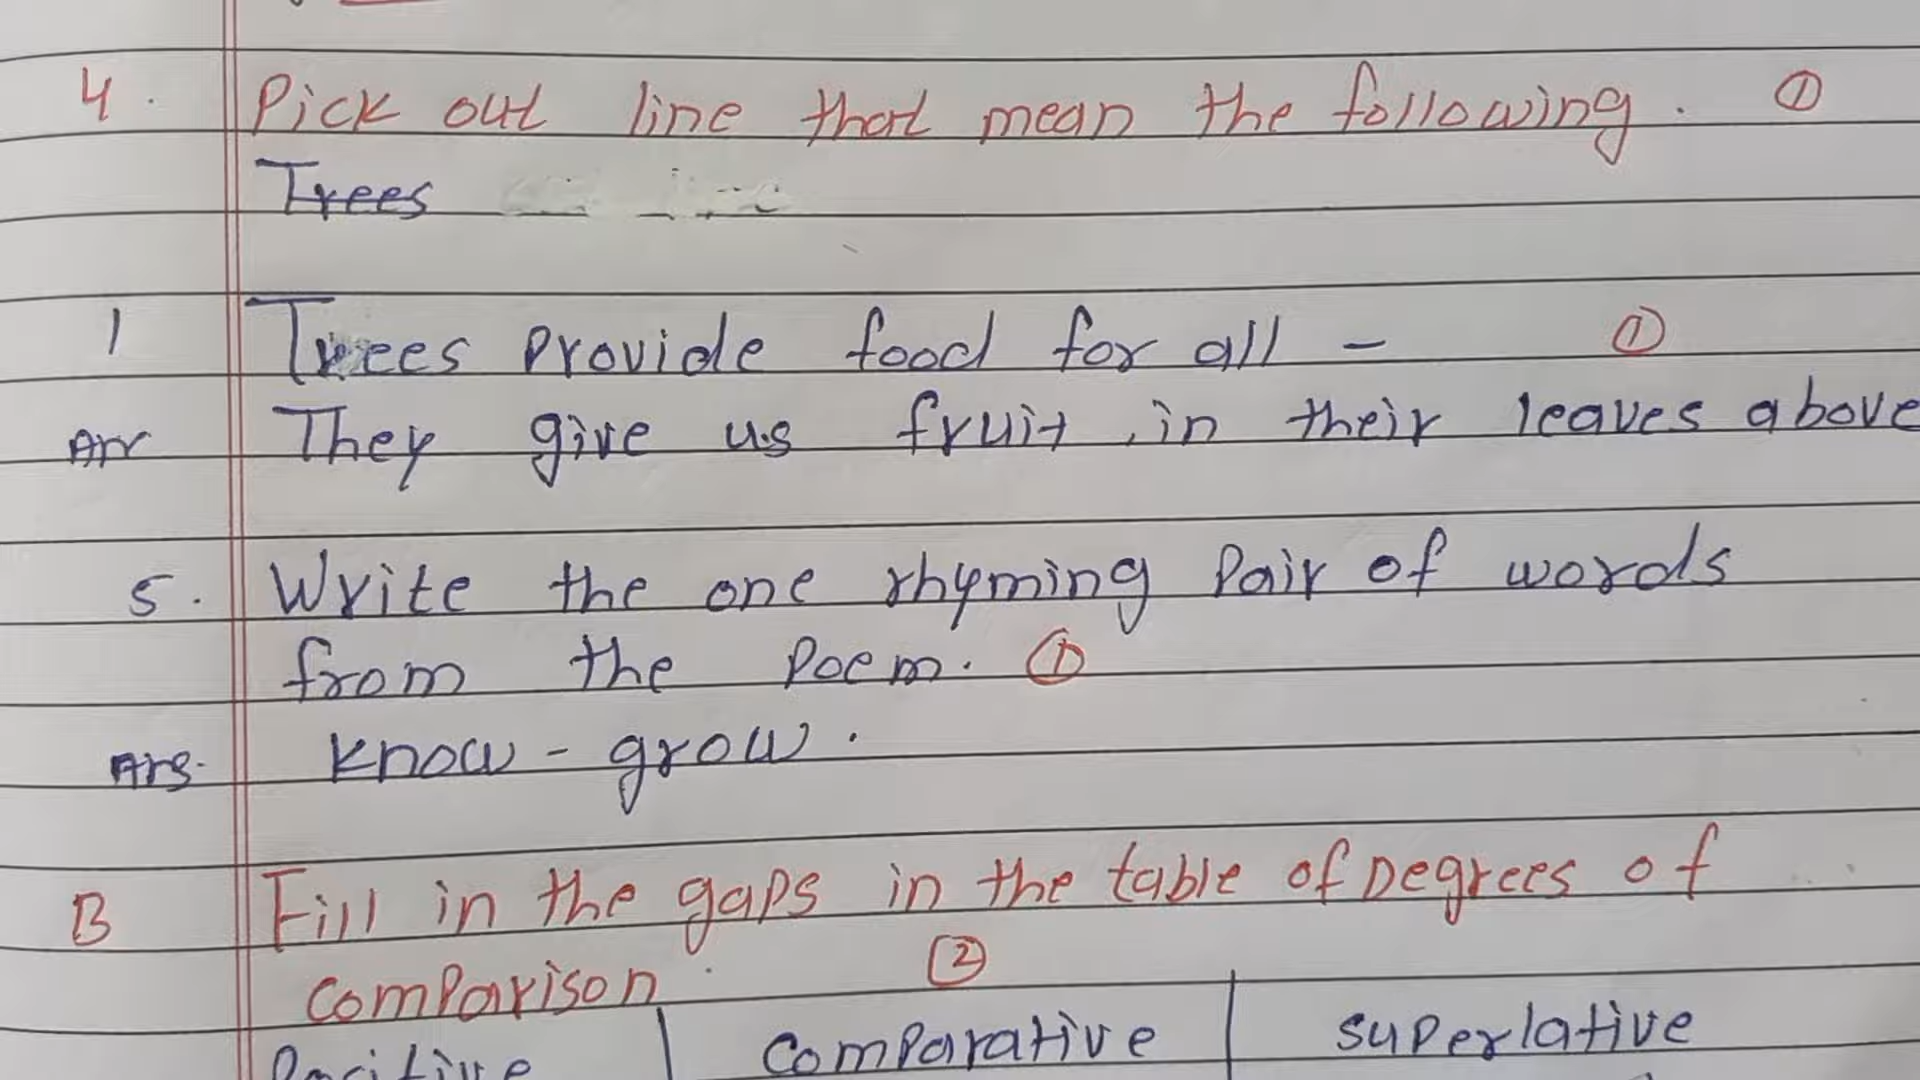 4. Pick out line that mean the following. ①
Trees
1 Trees provide food for all - ①
Ans They give us fruit, in their leaves above
5. Write the one rhyming Pair of words
from the Poem. ①
Ans. know - grow.
B Fill in the gaps in the table of Degrees of
comparison. ②
Positive comparative superlative